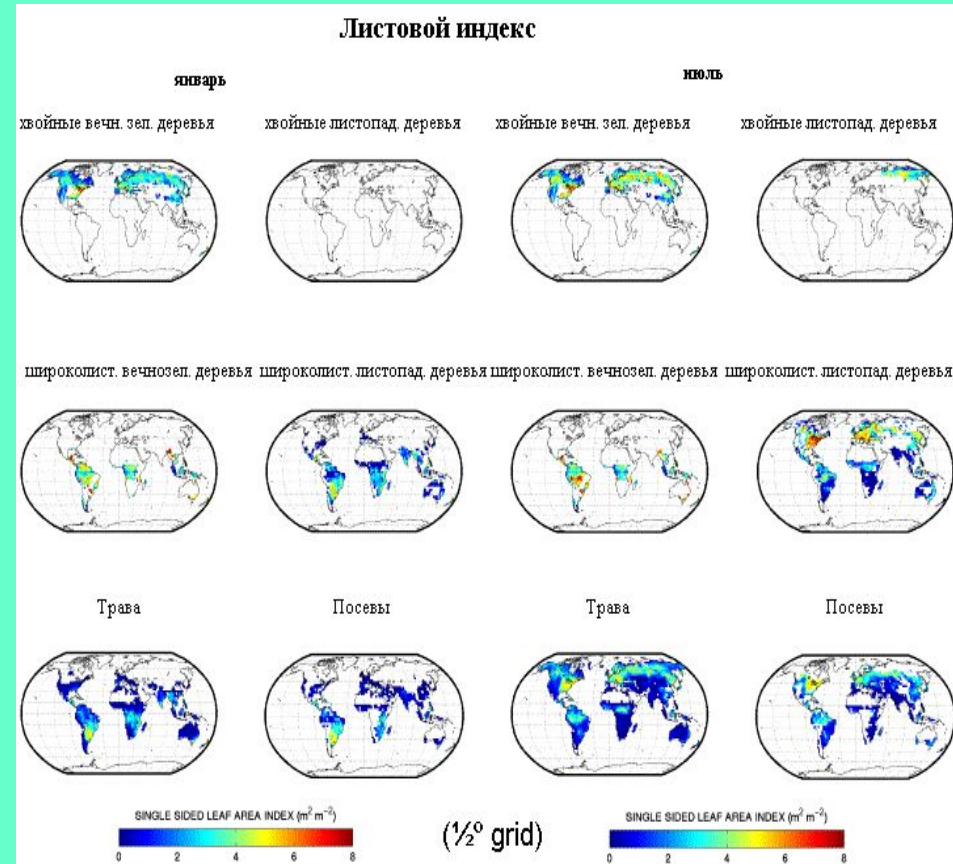 Листовой индекс
январь июль
хвойные вечн. зел. деревья хвойные листопад. деревья хвойные вечн. зел. деревья хвойные листопад. деревья
широколист. вечнозел. деревья широколист. листопад. деревья широколист. вечнозел. деревья широколист. листопад. деревья
Трава Посевы Трава Посевы
SINGLE SIDED LEAF AREA INDEX (m² m⁻²) (½º grid) SINGLE SIDED LEAF AREA INDEX (m² m⁻²)
0 2 4 6 8 0 2 4 6 8